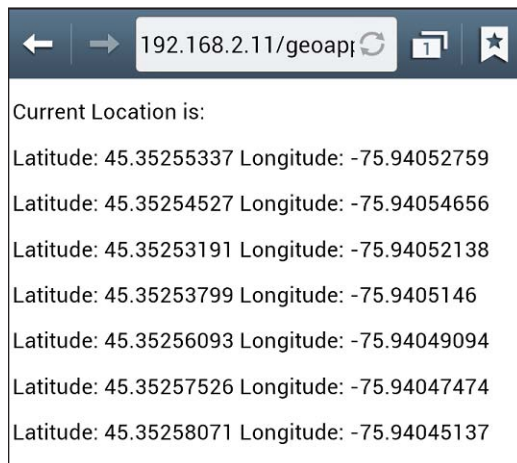 192.168.2.11/geoapp
1
Current Location is:
Latitude: 45.35255337 Longitude: -75.94052759
Latitude: 45.35254527 Longitude: -75.94054656
Latitude: 45.35253191 Longitude: -75.94052138
Latitude: 45.35253799 Longitude: -75.9405146
Latitude: 45.35256093 Longitude: -75.94049094
Latitude: 45.35257526 Longitude: -75.94047474
Latitude: 45.35258071 Longitude: -75.94045137